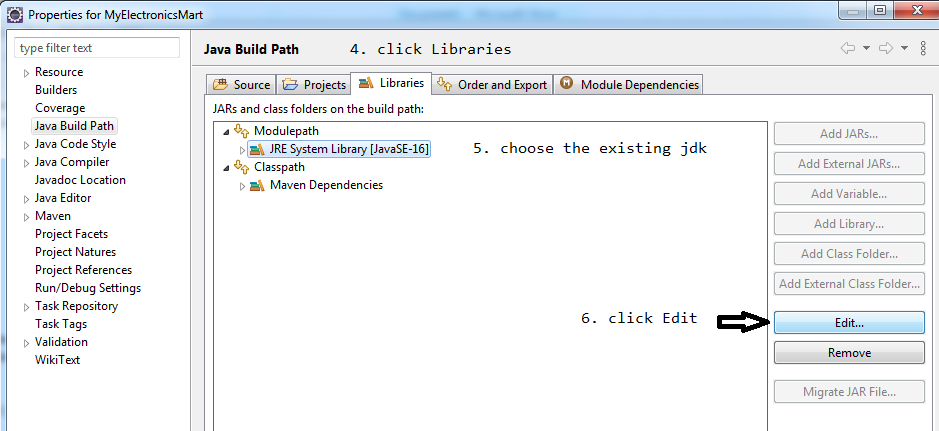 Properties for MyElectronicsMart
type filter text
Resource
Builders
Coverage
Java Build Path
Java Code Style
Java Compiler
Javadoc Location
Java Editor
Maven
Project Facets
Project Natures
Project References
Run/Debug Settings
Task Repository
Task Tags
Validation
WikiText
Java Build Path 4. click Libraries
Source Projects Libraries Order and Export Module Dependencies
JARs and class folders on the build path:
Modulepath
JRE System Library [JavaSE-16] 5. choose the existing jdk
Classpath
Maven Dependencies
6. click Edit
Add JARs...
Add External JARs...
Add Variable...
Add Library...
Add Class Folder...
Add External Class Folder...
Edit...
Remove
Migrate JAR File...